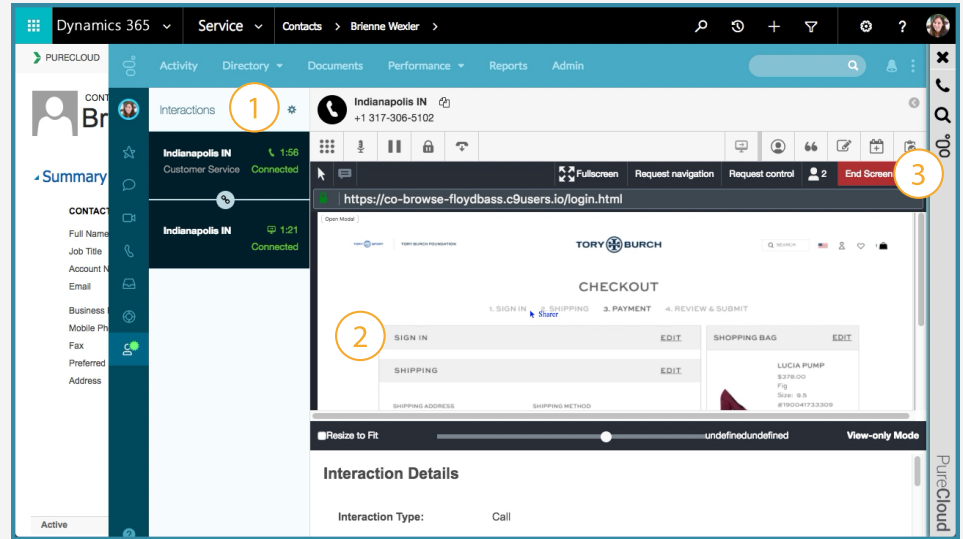 Dynamics 365 Service Contacts > Brienne Wexler > ?
PURECLOUD Activity Directory Documents Performance Reports Admin
CONT
Br
Summary
CONTACT
Full Name
Job Title
Account N
Email
Business
Mobile Ph
Fax
Preferred
Address
Active
Interactions 1
Indianapolis IN 1:56
Customer Service Connected
Indianapolis IN 1:21
Connected
Indianapolis IN
+1 317-306-5102
Fullscreen Request navigation Request control 2 End Screen 3
https://co-browse-floydbass.c9users.io/login.html
Open Modal
TORY BURCH FOUNDATION TORY BURCH SEARCH
CHECKOUT
1. SIGN IN 2. SHIPPING 3. PAYMENT 4. REVIEW & SUBMIT
Sharer
2
SIGN IN EDIT SHOPPING BAG EDIT
SHIPPING EDIT
LUCIA PUMP
$378.00
Fig
Size: 9.5
#190041733309
SHIPPING ADDRESS SHIPPING METHOD
Resize to Fit undefinedundefined View-only Mode
Interaction Details
Interaction Type: Call
PureCloud